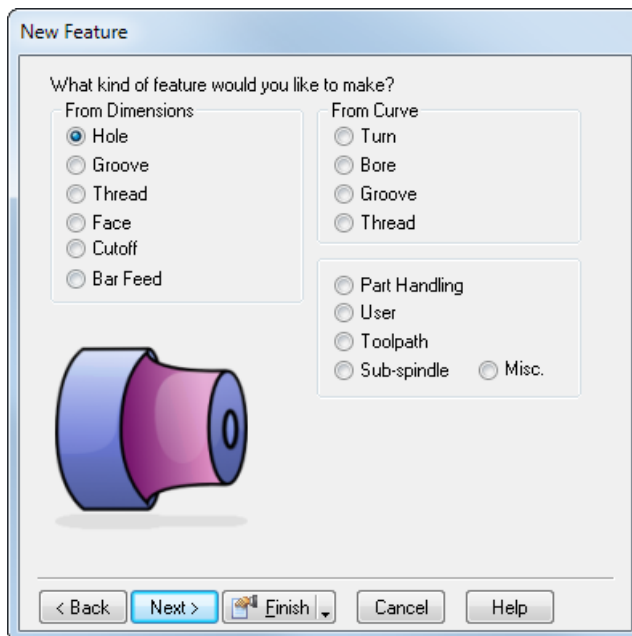 New Feature
What kind of feature would you like to make?
From Dimensions
Hole
Groove
Thread
Face
Cutoff
Bar Feed
From Curve
Turn
Bore
Groove
Thread
Part Handling
User
Toolpath
Sub-spindle Misc.
< Back Next > Finish Cancel Help